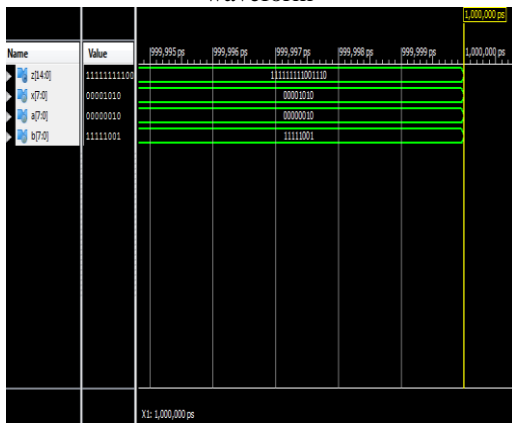 1,000,000 ps
Name Value 999,995 ps 999,996 ps 999,997 ps 999,998 ps 999,999 ps 1,000,000 ps
z[14:0] 11111111100 111111111001110
x[7:0] 00001010 00001010
a[7:0] 00000010 00000010
b[7:0] 11111001 11111001
X1: 1,000,000 ps